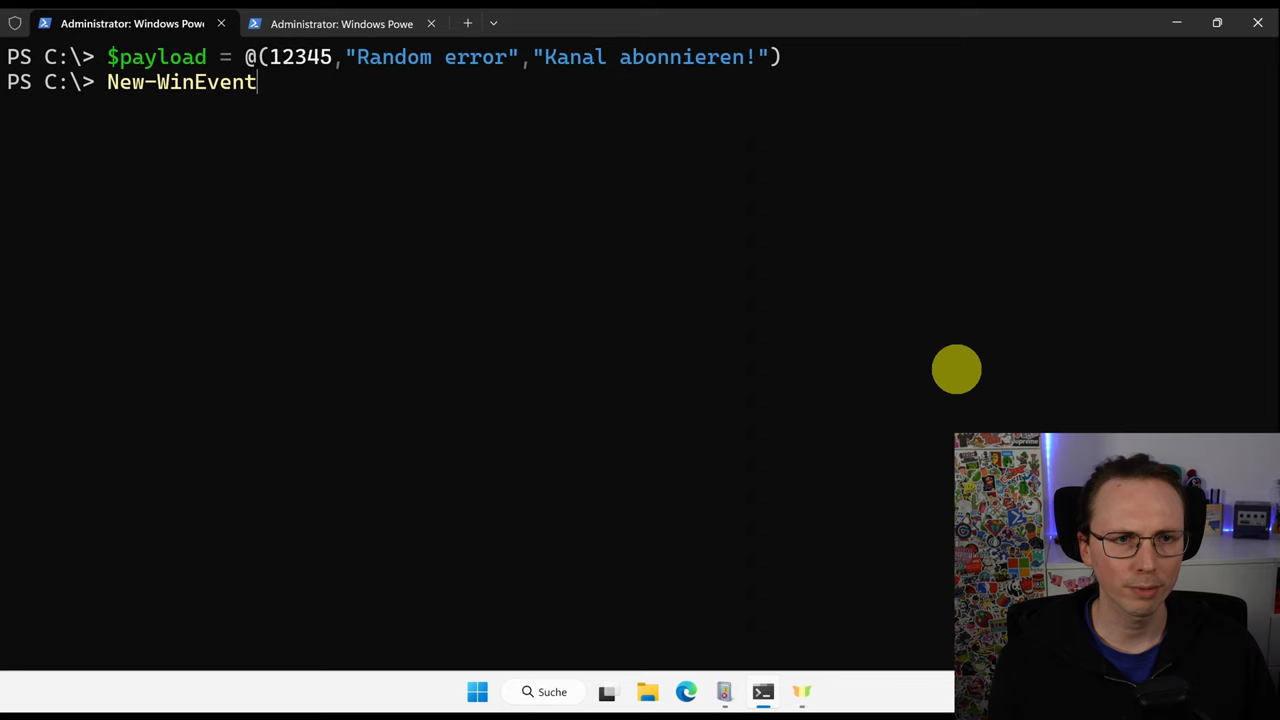 Administrator: Windows Powe
Administrator: Windows Powe
PS C:\> $payload = @(12345,"Random error","Kanal abonnieren!")
PS C:\> New-WinEvent
Suche